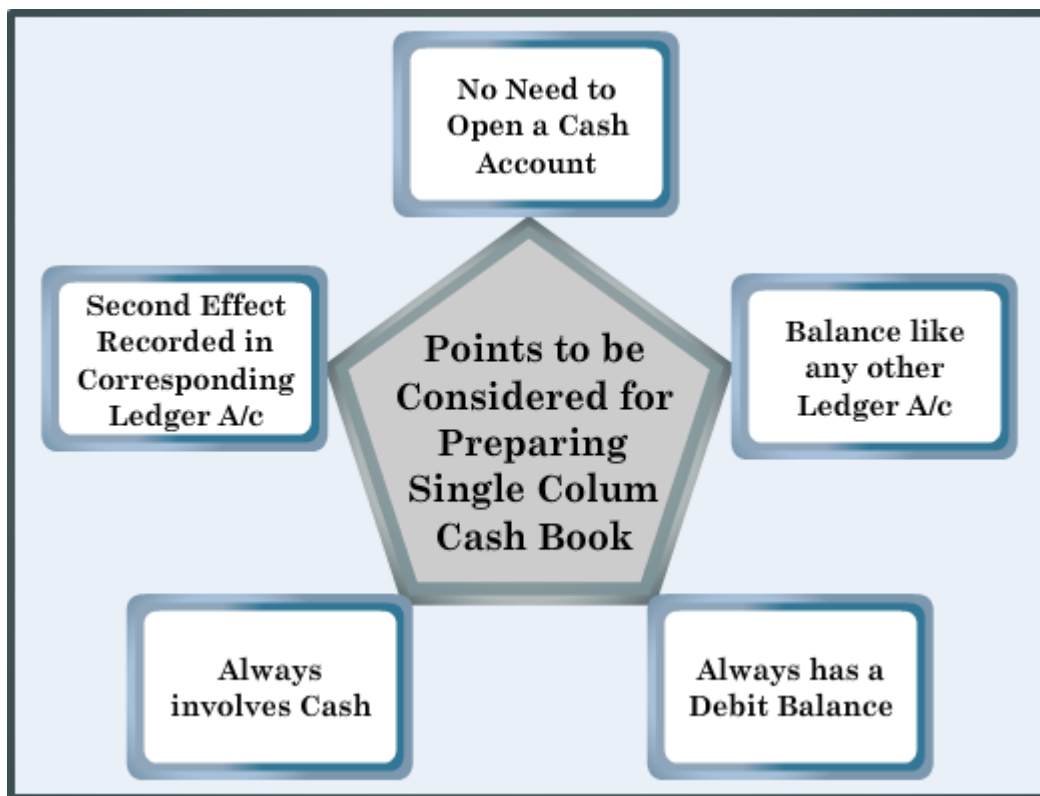 No Need to
Open a Cash
Account
Second Effect
Recorded in
Corresponding
Ledger A/c
Points to be
Considered for
Preparing
Single Colum
Cash Book
Balance like
any other
Ledger A/c
Always
involves Cash
Always has a
Debit Balance